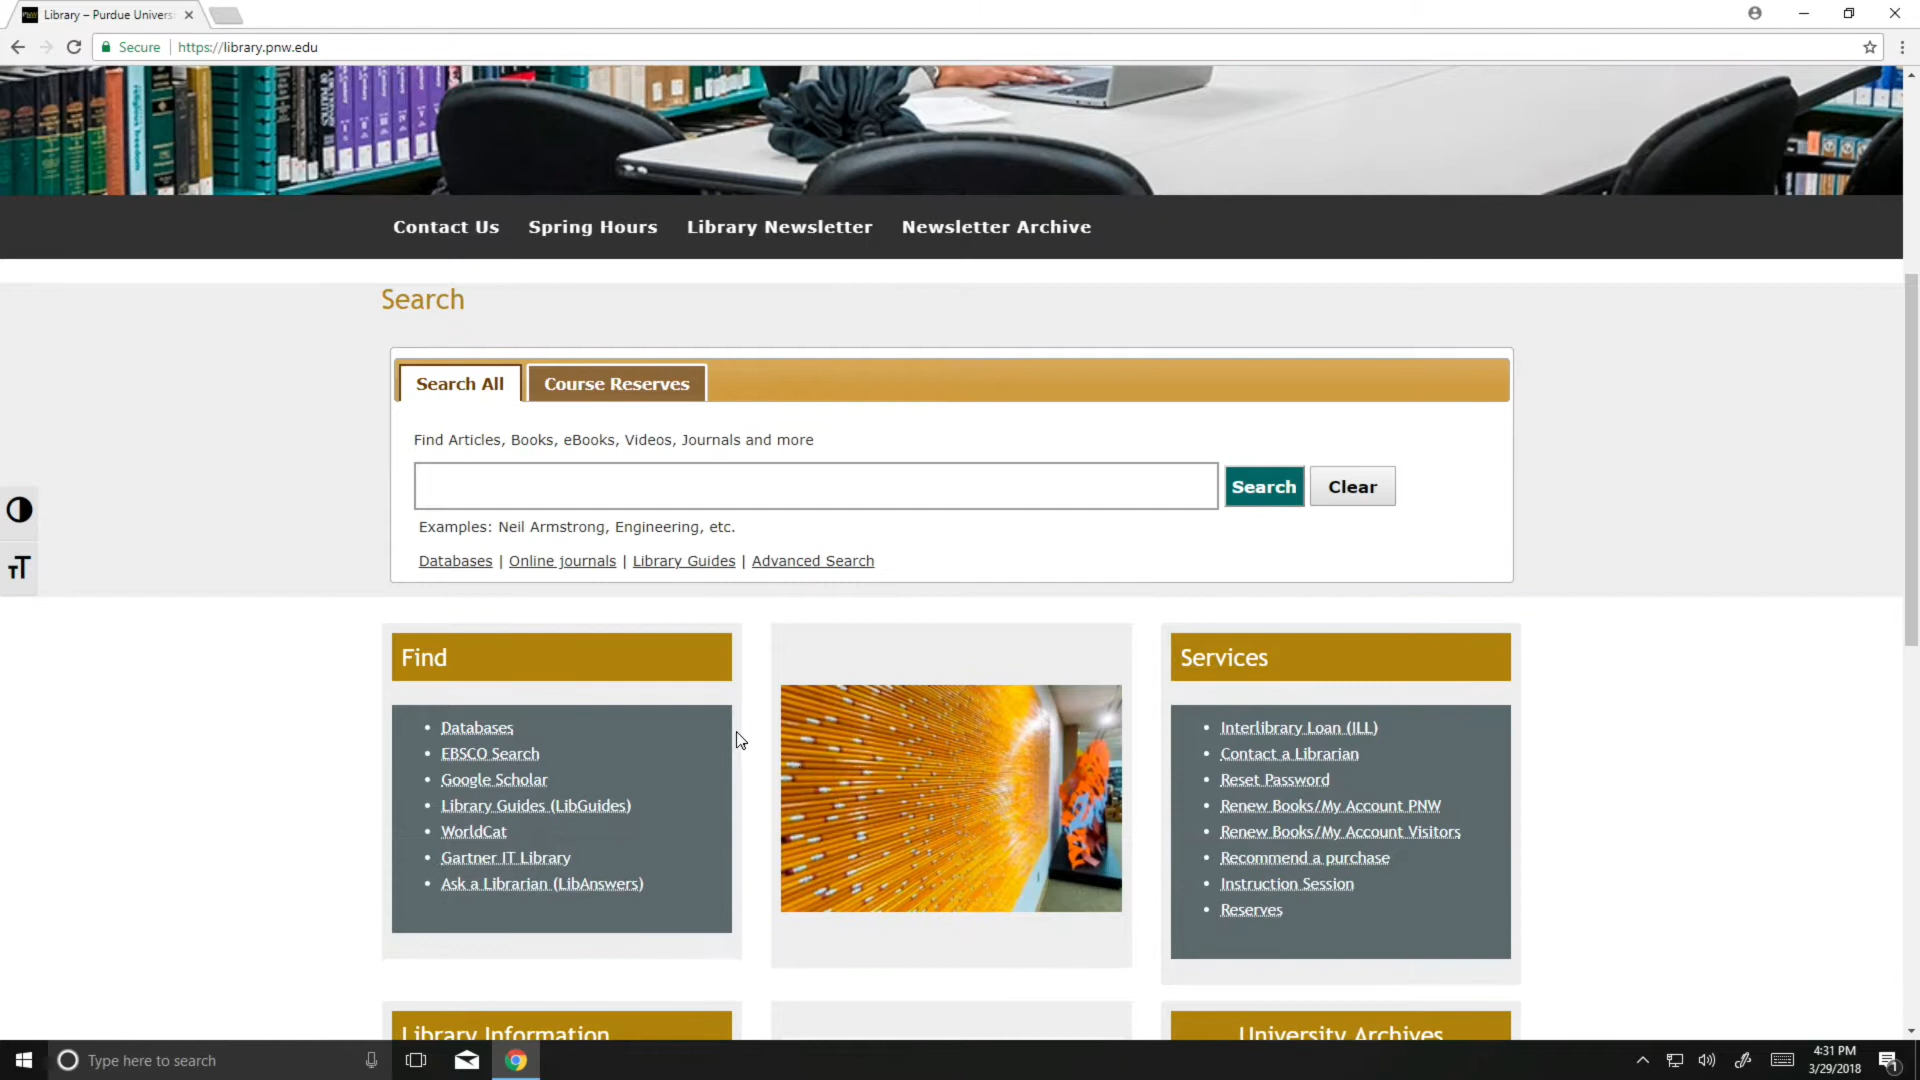 Library – Purdue Univers
Secure
https://library.pnw.edu
Contact Us
Spring Hours
Library Newsletter
Newsletter Archive
Search
Search All
Course Reserves
Find Articles, Books, eBooks, Videos, Journals and more
Search
Clear
Examples: Neil Armstrong, Engineering, etc.
Databases | Online journals | Library Guides | Advanced Search
Find
Databases
EBSCO Search
Google Scholar
Library Guides (LibGuides)
WorldCat
Gartner IT Library
Ask a Librarian (LibAnswers)
Services
Interlibrary Loan (ILL)
Contact a Librarian
Reset Password
Renew Books/My Account PNW
Renew Books/My Account Visitors
Recommend a purchase
Instruction Session
Reserves
Library Information
University Archives
Type here to search
4:31 PM
3/29/2018
1